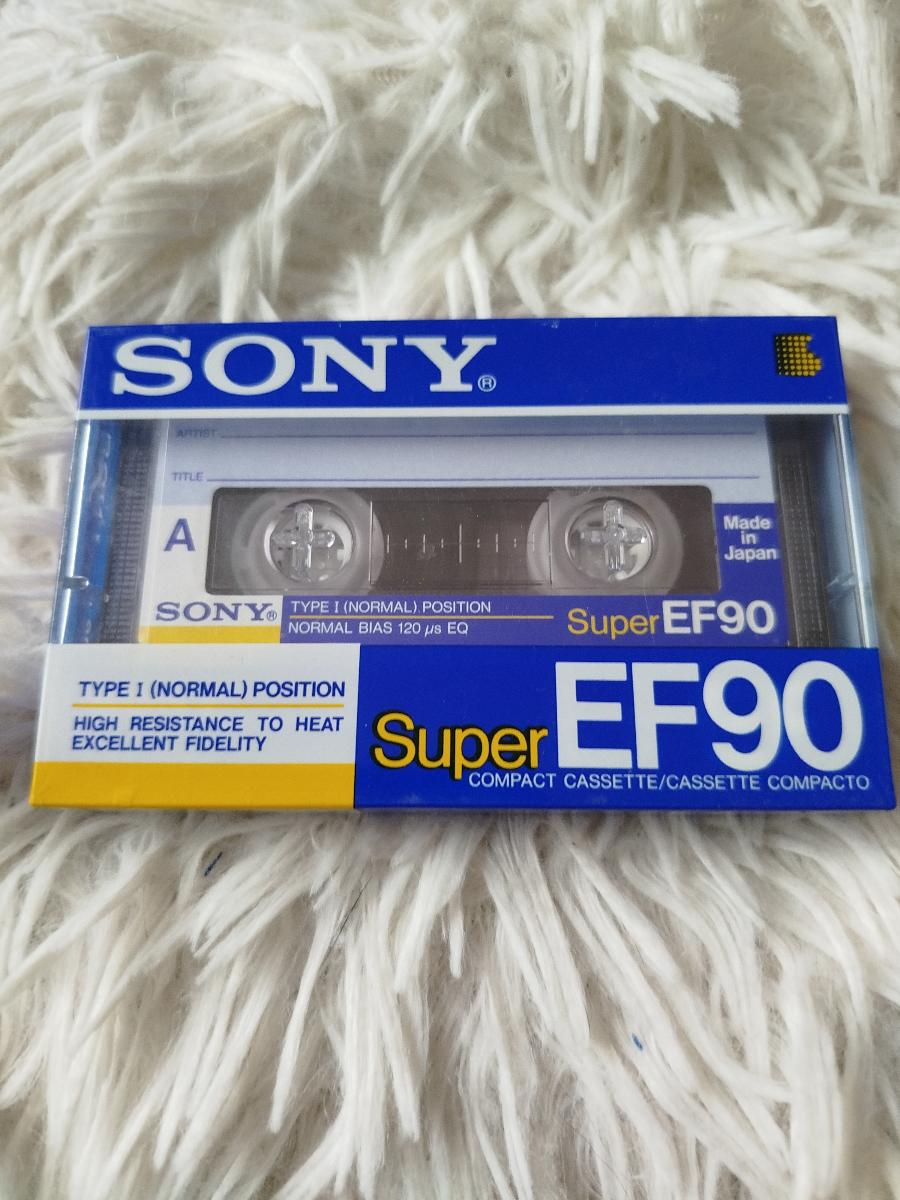 SONY®
ARTIST
TITLE
A
Made
in
Japan
SONY®
TYPE I (NORMAL) POSITION
NORMAL BIAS 120 µs EQ
Super EF90
TYPE I (NORMAL) POSITION
HIGH RESISTANCE TO HEAT
EXCELLENT FIDELITY
Super EF90
COMPACT CASSETTE/CASSETTE COMPACTO